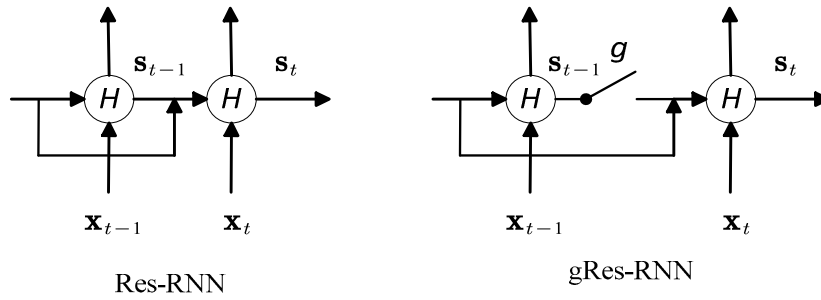 g
s_{t-1} s_t s_{t-1} s_t
H H H H
x_{t-1} x_t x_{t-1} x_t
Res-RNN gRes-RNN